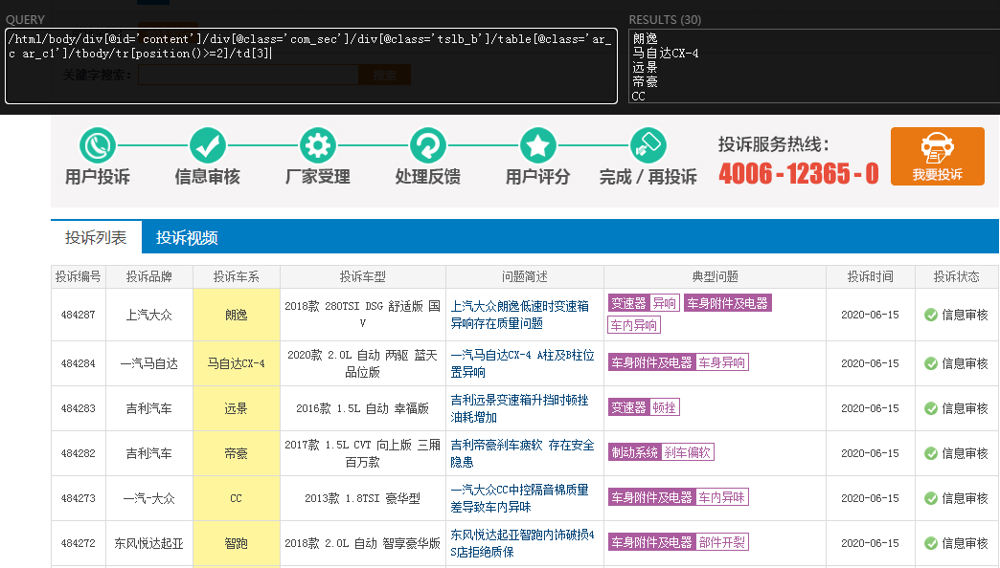 QUERY
/html/body/div[@id='content']/div[@class='com_sec']/div[@class='tslb_b']/table[@class='ar_
c ar_c1']/tbody/tr[position()>=2]/td[3]
关键字搜索：
搜索
RESULTS (30)
朗逸
马自达CX-4
远景
帝豪
CC
用户投诉
信息审核
厂家受理
处理反馈
用户评分
完成 / 再投诉
投诉服务热线：
4006-12365-0
我要投诉
投诉列表 投诉视频
投诉编号 投诉品牌 投诉车系 投诉车型 问题简述 典型问题 投诉时间 投诉状态
484287 上汽大众 朗逸
2018款 280TSI DSG 舒适版 国
V
上汽大众朗逸低速时变速箱
异响存在质量问题
变速器 异响 车身附件及电器
车内异响
2020-06-15 信息审核
484284 一汽马自达 马自达CX-4
2020款 2.0L 自动 两驱 蓝天
品位版
一汽马自达CX-4 A柱及B柱位
置异响
车身附件及电器 车身异响
2020-06-15 信息审核
484283 吉利汽车 远景
2016款 1.5L 自动 幸福版
吉利远景变速箱升挡时顿挫
油耗增加
变速器 顿挫
2020-06-15 信息审核
484282 吉利汽车 帝豪
2017款 1.5L CVT 向上版 三厢
百万款
吉利帝豪刹车疲软 存在安全
隐患
制动系统 刹车偏软
2020-06-15 信息审核
484273 一汽-大众 CC
2013款 1.8TSI 豪华型
一汽大众CC中控隔音棉质量
差导致车内异味
车身附件及电器 车内异味
2020-06-15 信息审核
484272 东风悦达起亚 智跑
2018款 2.0L 自动 智享豪华版
东风悦达起亚智跑内饰破损4
S店拒绝质保
车身附件及电器 部件开裂
2020-06-15 信息审核